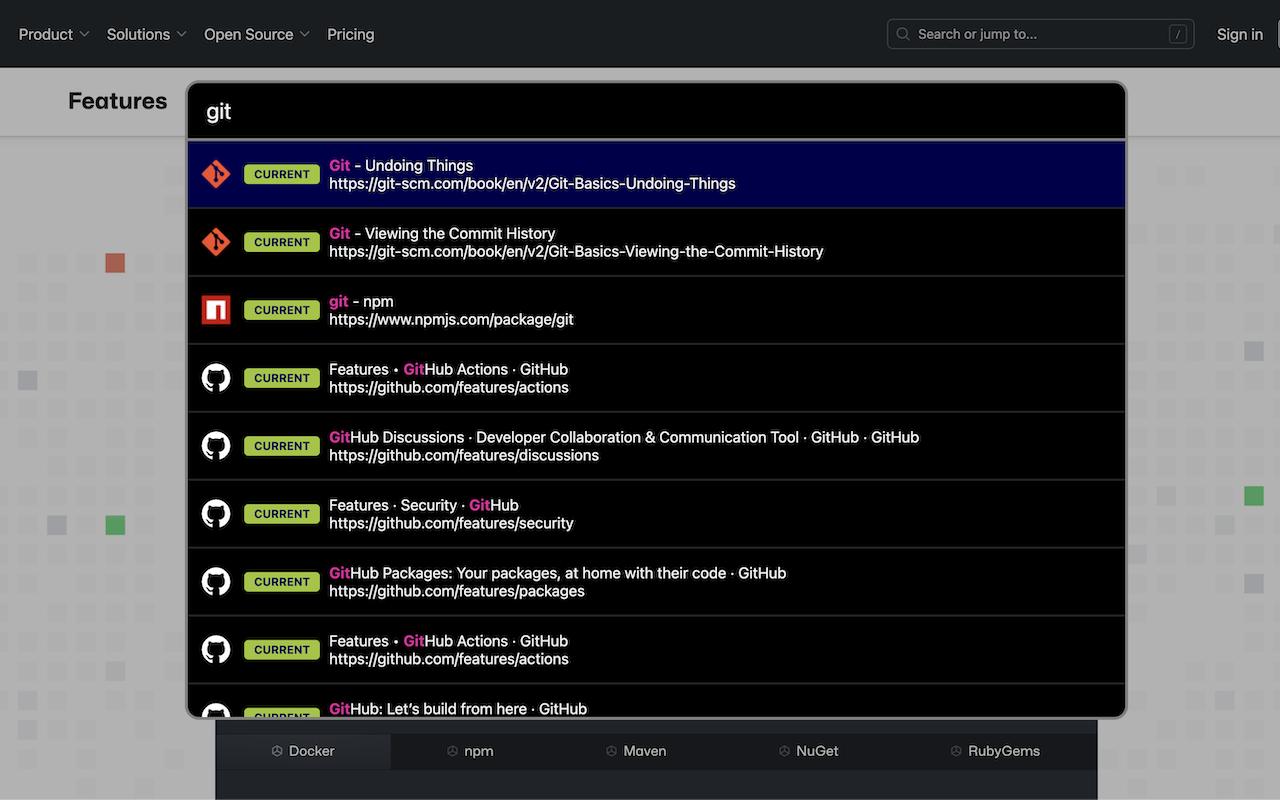 Product Solutions Open Source Pricing Search or jump to... / Sign in
Features
git
CURRENT Git - Undoing Things
https://git-scm.com/book/en/v2/Git-Basics-Undoing-Things
CURRENT Git - Viewing the Commit History
https://git-scm.com/book/en/v2/Git-Basics-Viewing-the-Commit-History
CURRENT git - npm
https://www.npmjs.com/package/git
CURRENT Features • GitHub Actions · GitHub
https://github.com/features/actions
CURRENT GitHub Discussions · Developer Collaboration & Communication Tool · GitHub · GitHub
https://github.com/features/discussions
CURRENT Features · Security · GitHub
https://github.com/features/security
CURRENT GitHub Packages: Your packages, at home with their code · GitHub
https://github.com/features/packages
CURRENT Features • GitHub Actions · GitHub
https://github.com/features/actions
CURRENT GitHub: Let’s build from here · GitHub
Docker npm Maven NuGet RubyGems